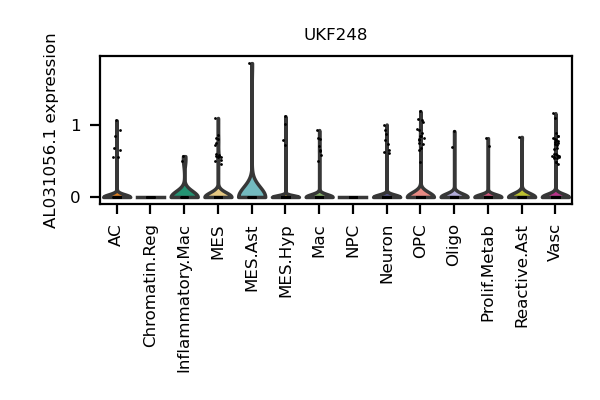 UKF248
AL031056.1 expression
1
0
AC
Chromatin.Reg
Inflammatory.Mac
MES
MES.Ast
MES.Hyp
Mac
NPC
Neuron
OPC
Oligo
Prolif.Metab
Reactive.Ast
Vasc